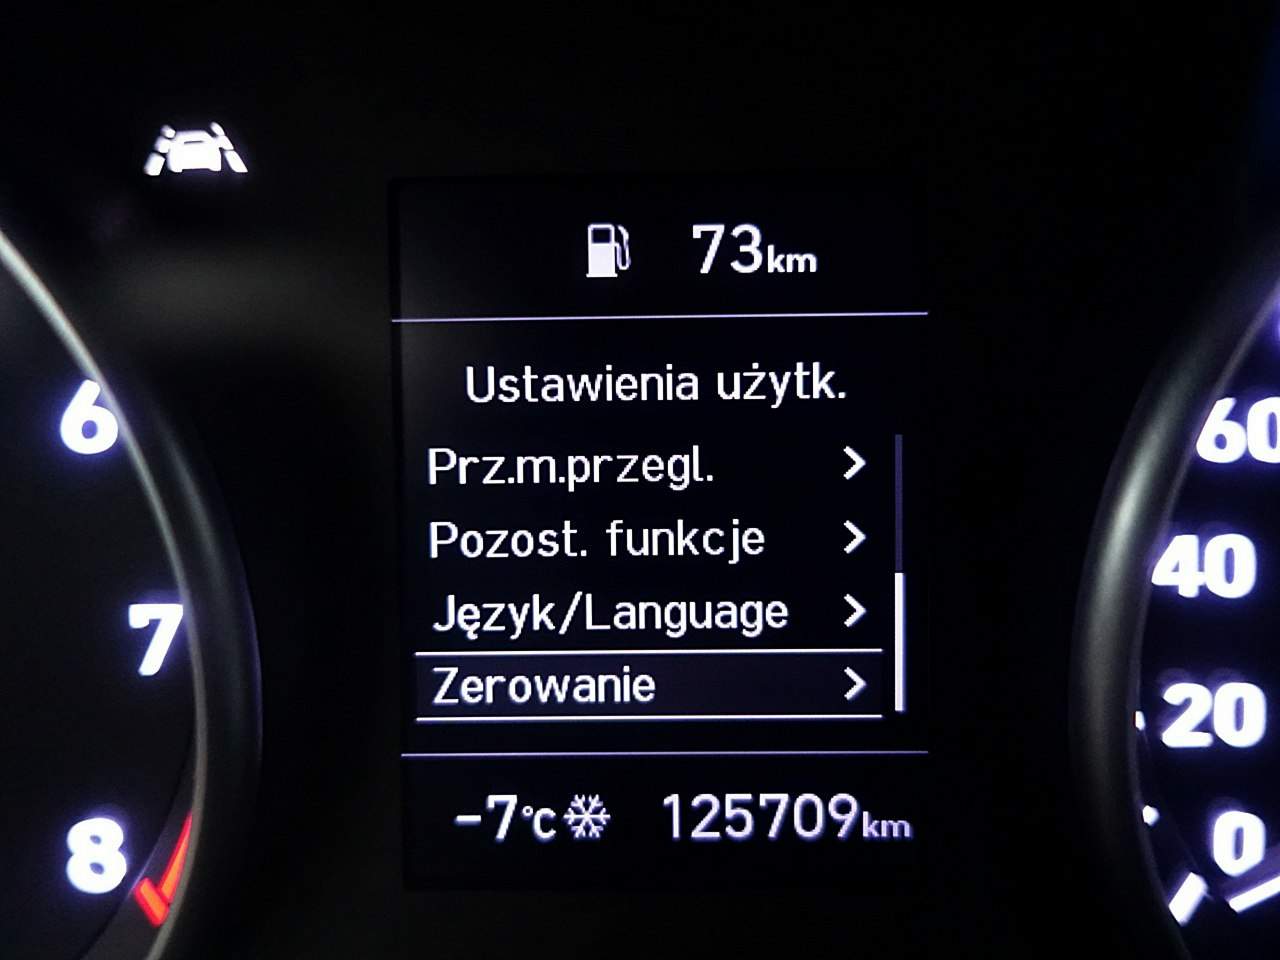 73km
Ustawienia użytk.
Prz.m.przegl. >
Pozost. funkcje >
Język/Language >
Zerowanie >
-7°C 125709km
6
7
8
60
40
20
0